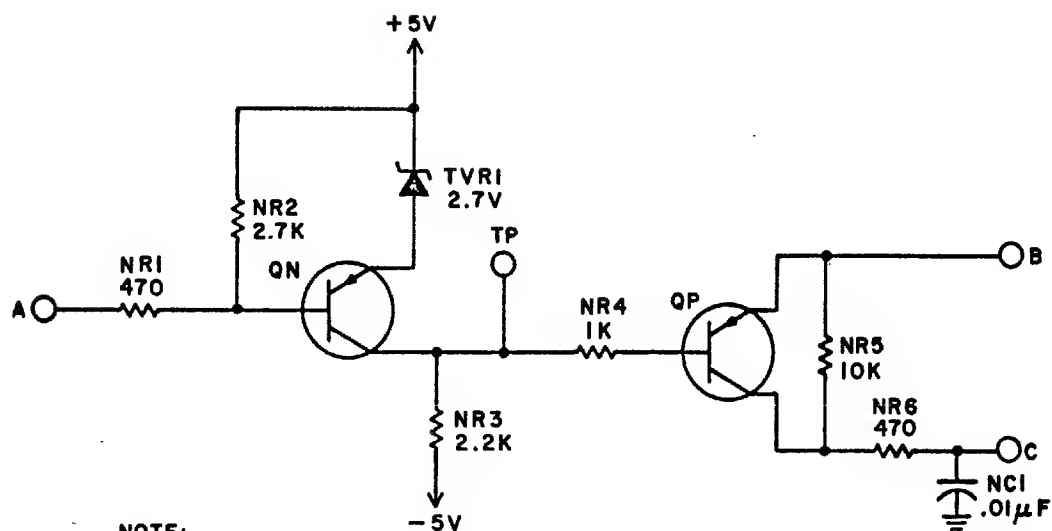 +5V
TVR1
2.7V
NR2
2.7K
TP
QN
NR1
470
A
B
QP
NR4
1K
NR5
10K
NR3
2.2K
NR6
470
C
NC1
.01µF
-5V
NOTE: